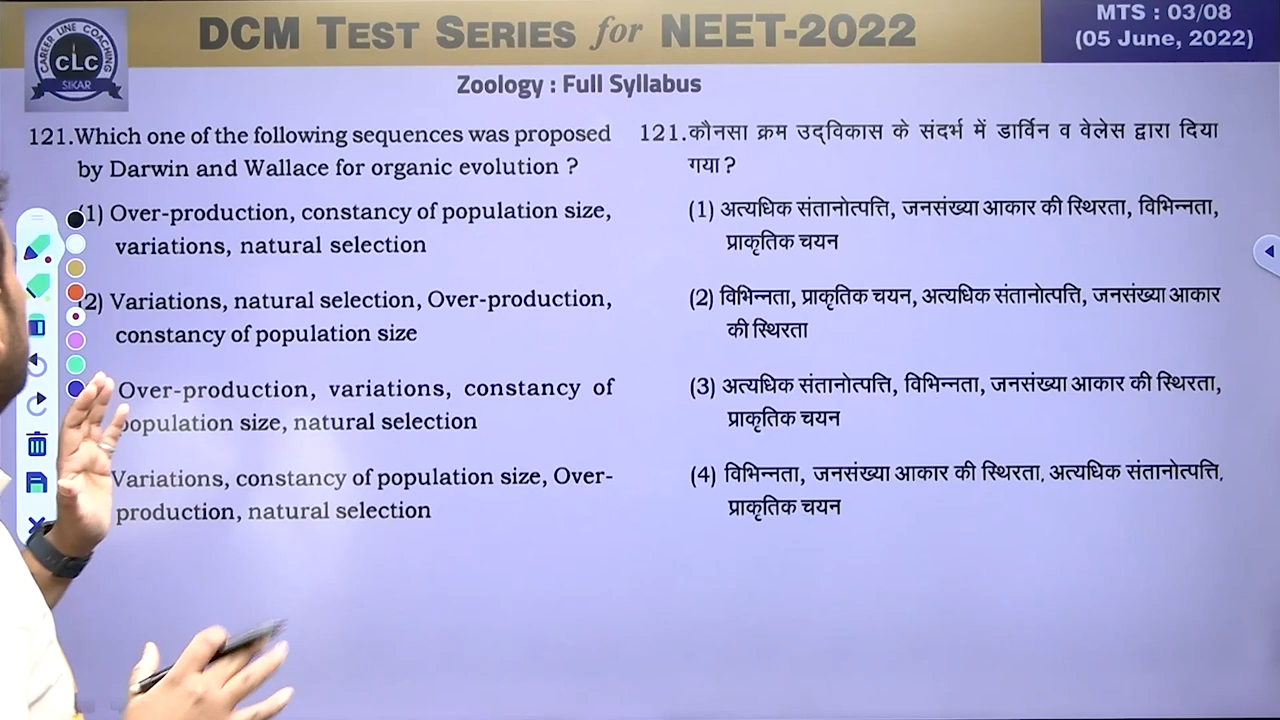 DCM TEST SERIES for NEET-2022
MTS : 03/08
(05 June, 2022)
CAREER LINE COACHING
CLC
SIKAR
Zoology : Full Syllabus
121.Which one of the following sequences was proposed
by Darwin and Wallace for organic evolution ?
(1) Over-production, constancy of population size,
variations, natural selection
(2) Variations, natural selection, Over-production,
constancy of population size
Over-production, variations, constancy of
population size, natural selection
Variations, constancy of population size, Over-
production, natural selection
121.कौनसा क्रम उद्विकास के संदर्भ में डार्विन व वेलेस द्वारा दिया
गया ?
(1) अत्यधिक संतानोत्पत्ति, जनसंख्या आकार की स्थिरता, विभिन्नता,
प्राकृतिक चयन
(2) विभिन्नता, प्राकृतिक चयन, अत्यधिक संतानोत्पत्ति, जनसंख्या आकार
की स्थिरता
(3) अत्यधिक संतानोत्पत्ति, विभिन्नता, जनसंख्या आकार की स्थिरता,
प्राकृतिक चयन
(4) विभिन्नता, जनसंख्या आकार की स्थिरता, अत्यधिक संतानोत्पत्ति,
प्राकृतिक चयन